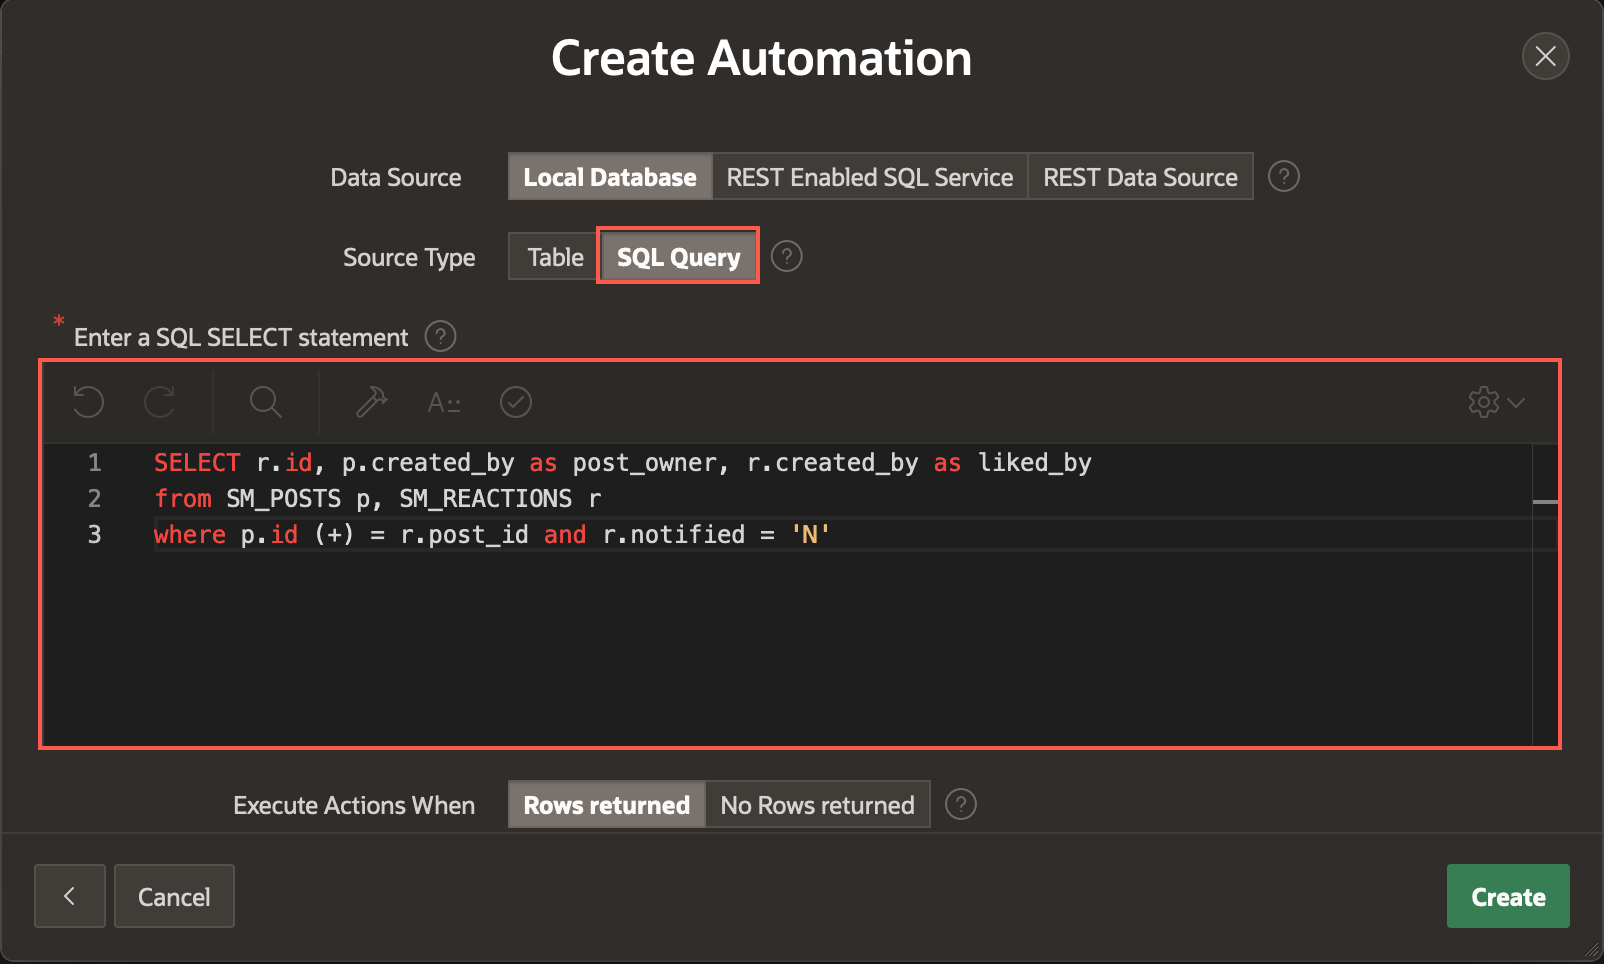 Create Automation
Data Source Local Database REST Enabled SQL Service REST Data Source ?
Source Type Table SQL Query ?
* Enter a SQL SELECT statement ?
A
1 SELECT r.id, p.created_by as post_owner, r.created_by as liked_by
2 from SM_POSTS p, SM_REACTIONS r
3 where p.id (+) = r.post_id and r.notified = 'N'
Execute Actions When Rows returned No Rows returned ?
Cancel Create